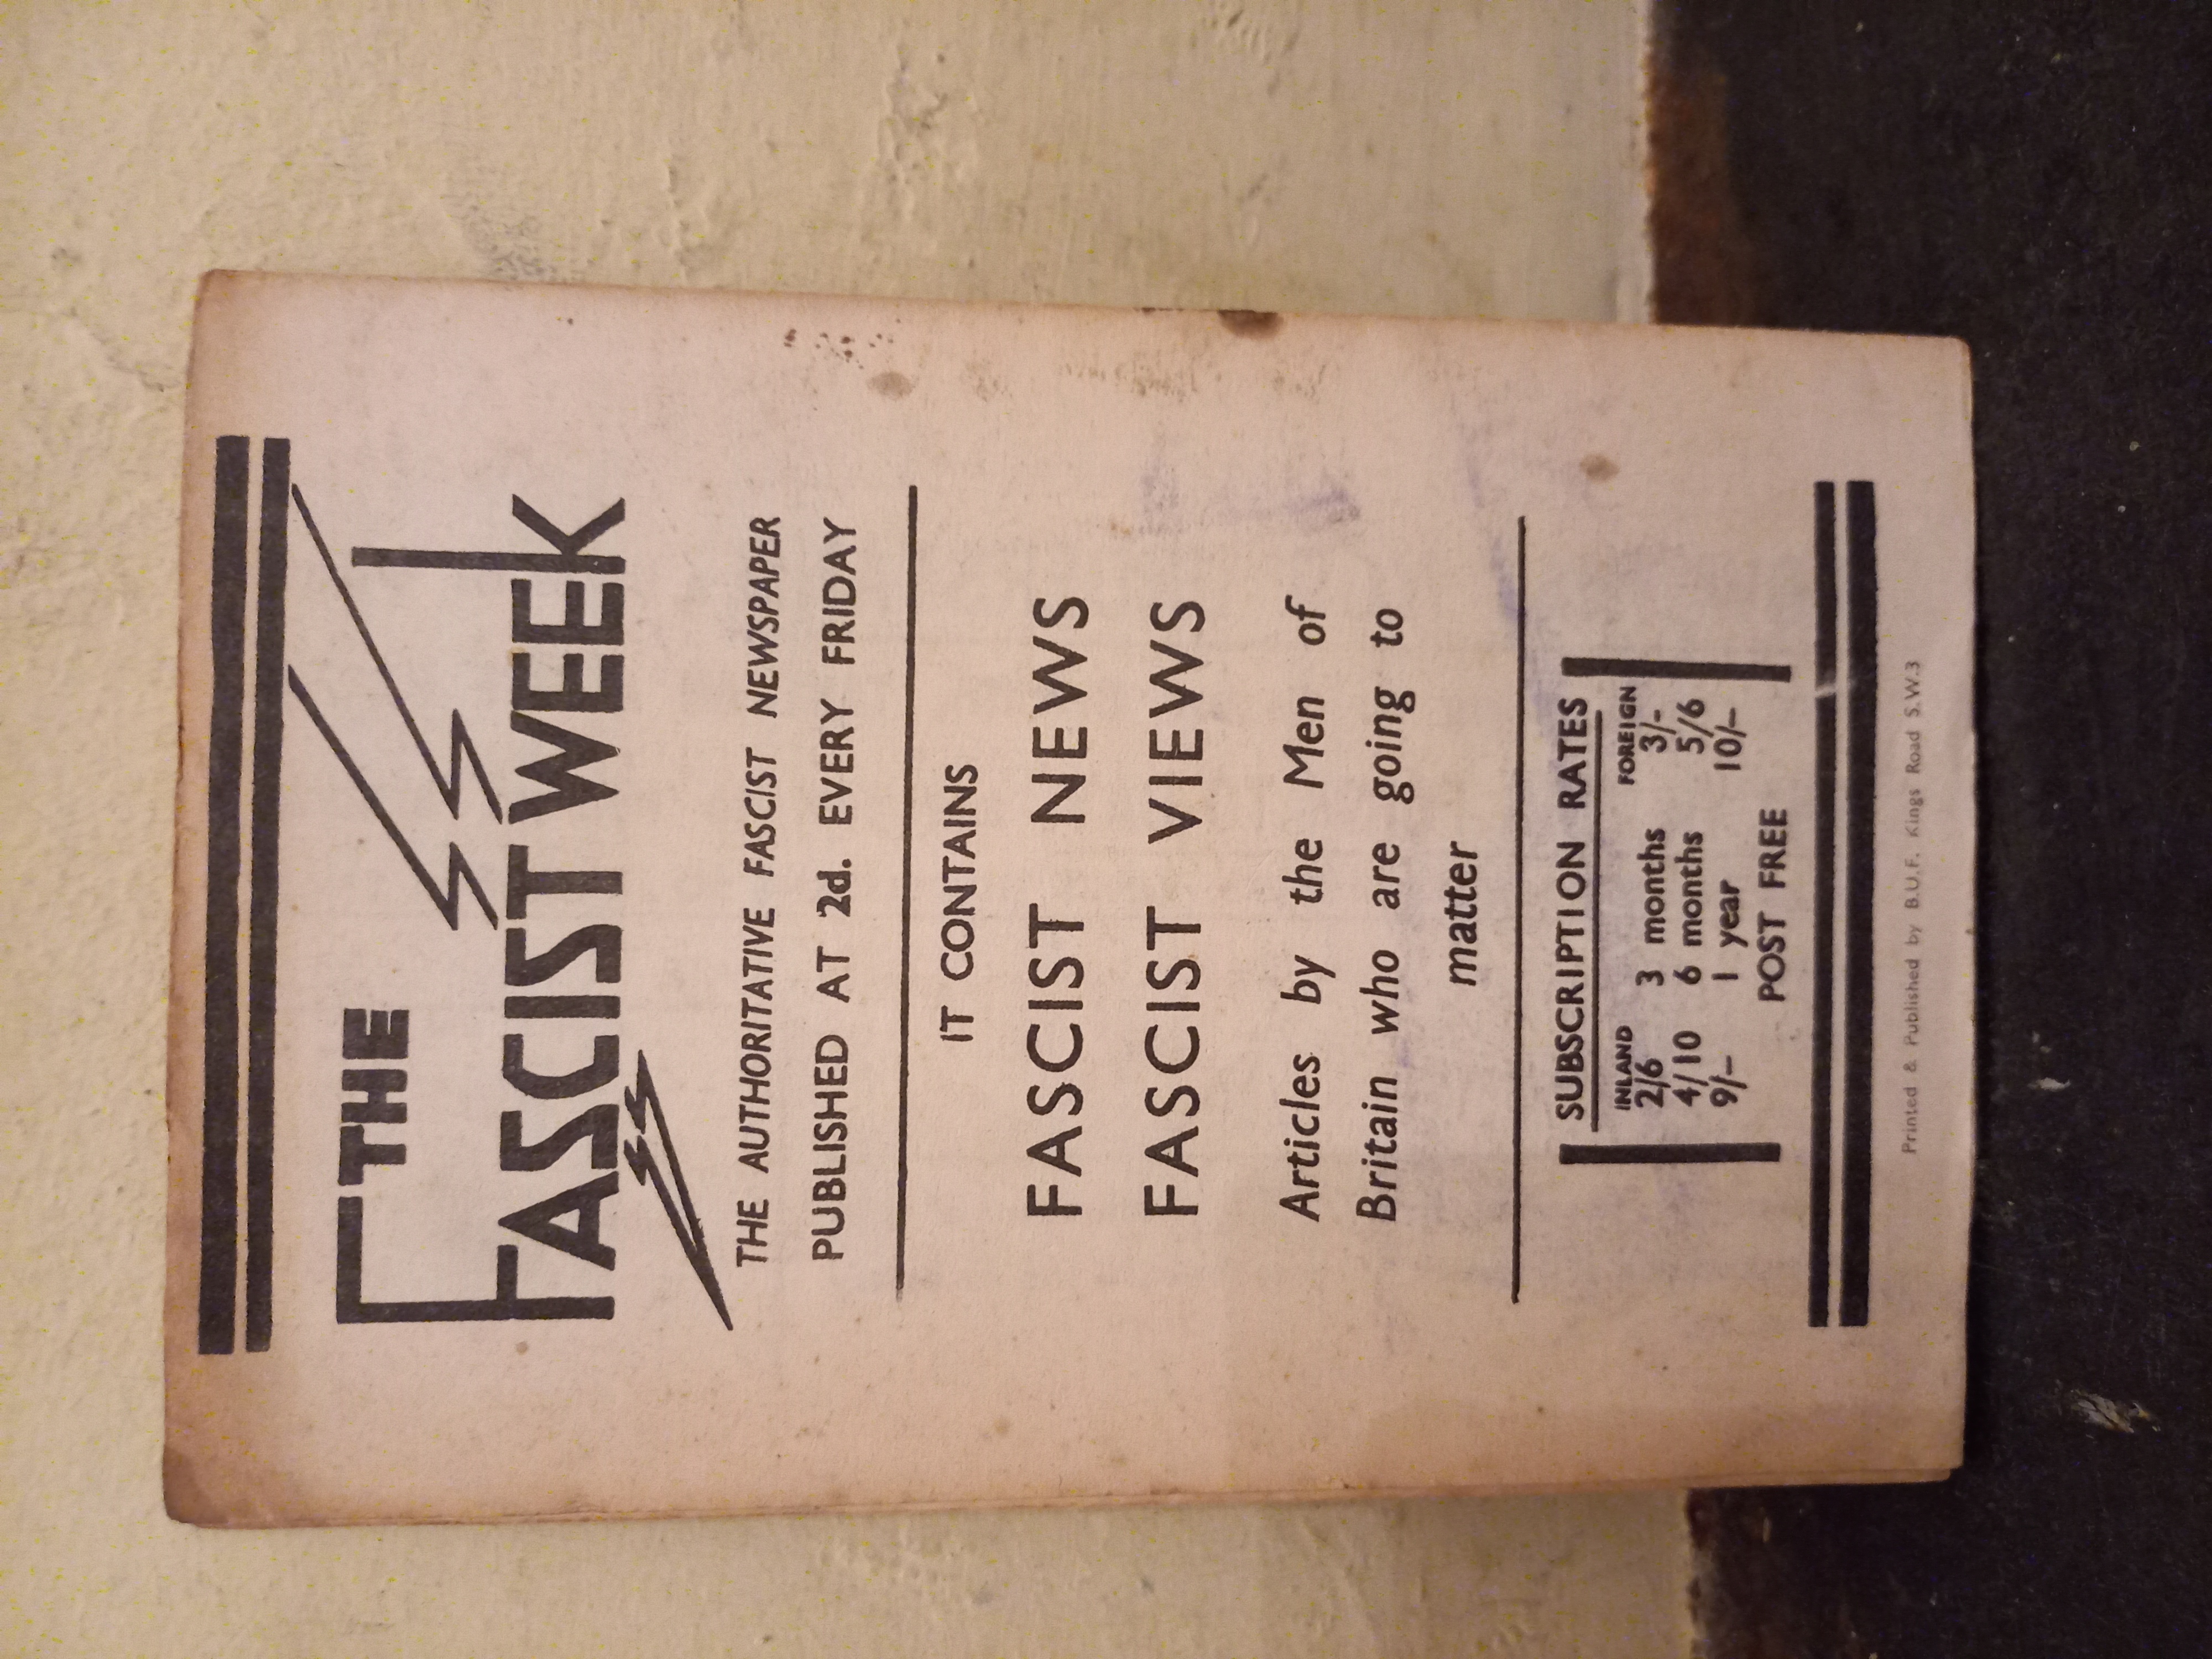 THE
FASCIST WEEK
THE AUTHORITATIVE FASCIST NEWSPAPER
PUBLISHED AT 2d. EVERY FRIDAY
IT CONTAINS
FASCIST NEWS
FASCIST VIEWS
Articles by the Men of
Britain who are going to
matter
SUBSCRIPTION RATES
INLAND FOREIGN
2/6 3 months 3/-
4/10 6 months 5/6
9/- 1 year 10/-
POST FREE
Printed & Published by B.U.F. Kings Road S.W.3